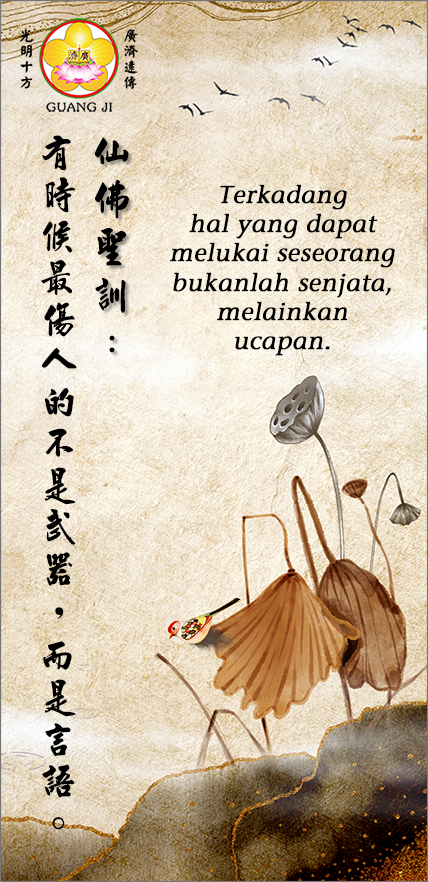 光明十方
廣濟遠傳
廣濟
GUANG JI
仙佛聖訓：
有時候最傷人的不是武器，而是言語。
Terkadang
hal yang dapat
melukai seseorang
bukanlah senjata,
melainkan
ucapan.